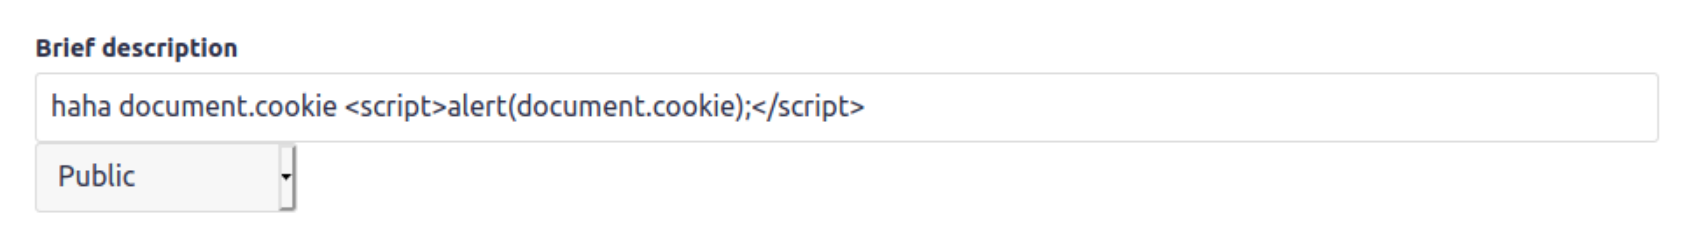 Brief description
haha document.cookie <script>alert(document.cookie);</script>
Public